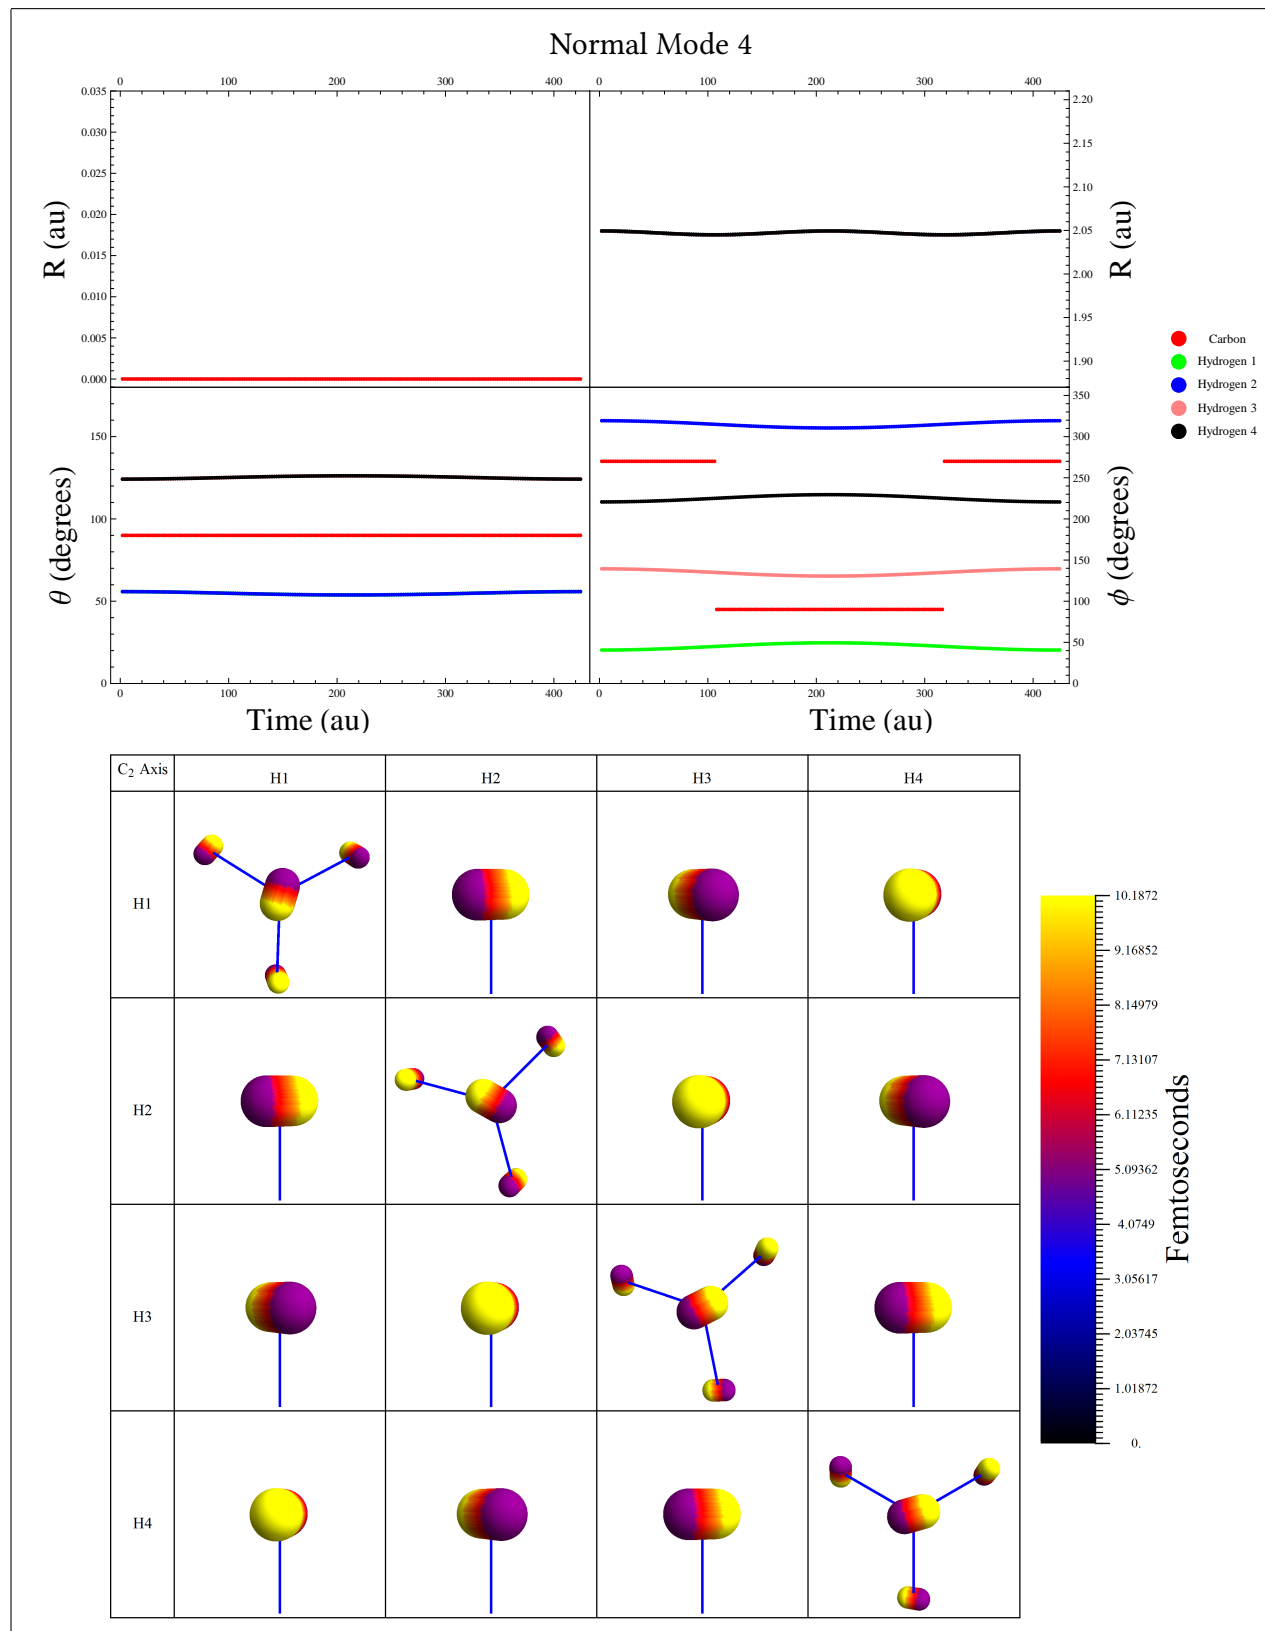 Normal Mode 4
0 100 200 300 400
0 100 200 300 400
0.035
0.030
0.025
0.020
0.015
0.010
0.005
0.000
R (au)
2.20
2.15
2.10
2.05
2.00
1.95
1.90
R (au)
Carbon
Hydrogen 1
Hydrogen 2
Hydrogen 3
Hydrogen 4
150
100
50
0
θ (degrees)
350
300
250
200
150
100
50
0
ϕ (degrees)
0 100 200 300 400
0 100 200 300 400
Time (au)
Time (au)
C₂ Axis H1 H2 H3 H4
H1
H2
H3
H4
10.1872
9.16852
8.14979
7.13107
6.11235
5.09362
4.0749
3.05617
2.03745
1.01872
0.
Femtoseconds